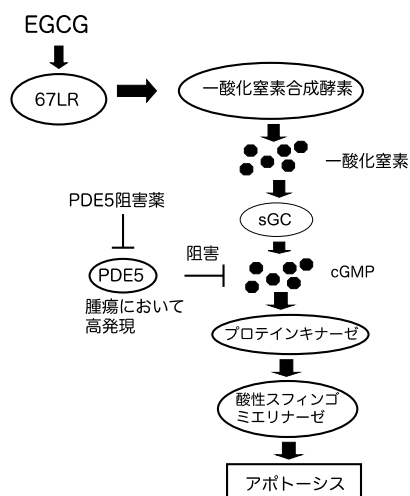 EGCG
67LR
一酸化窒素合成酵素
一酸化窒素
PDE5阻害薬
sGC
阻害
PDE5
cGMP
腫瘍において
高発現
プロテインキナーゼ
酸性スフィンゴ
ミエリナーゼ
アポトーシス